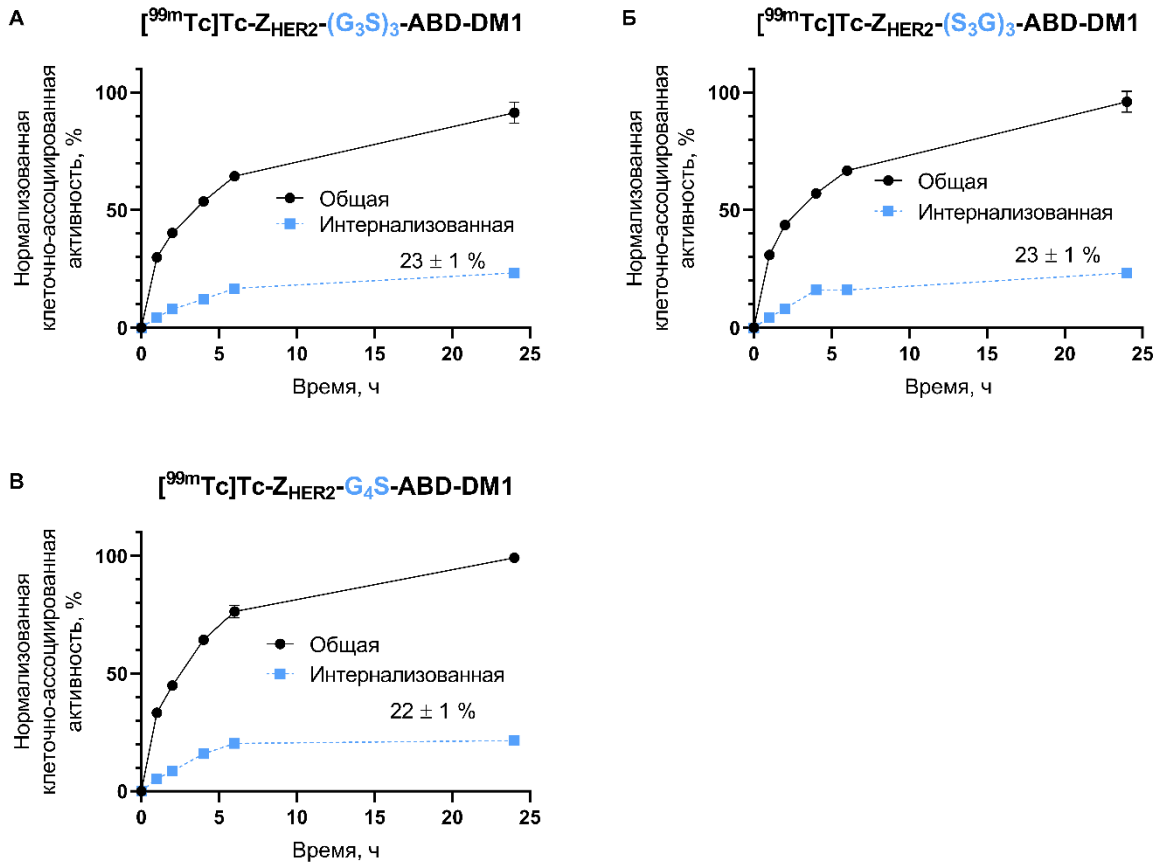 А
[⁹⁹ᵐTc]Tc-Z_HER2-(G₃S)₃-ABD-DM1
Нормализованная
клеточно-ассоциированная
активность, %
100
50
0
Общая
Интернализованная
23 ± 1 %
0 5 10 15 20 25
Время, ч
Б
[⁹⁹ᵐTc]Tc-Z_HER2-(S₃G)₃-ABD-DM1
Нормализованная
клеточно-ассоциированная
активность, %
100
50
0
Общая
Интернализованная
23 ± 1 %
0 5 10 15 20 25
Время, ч
В
[⁹⁹ᵐTc]Tc-Z_HER2-G₄S-ABD-DM1
Нормализованная
клеточно-ассоциированная
активность, %
100
50
0
Общая
Интернализованная
22 ± 1 %
0 5 10 15 20 25
Время, ч